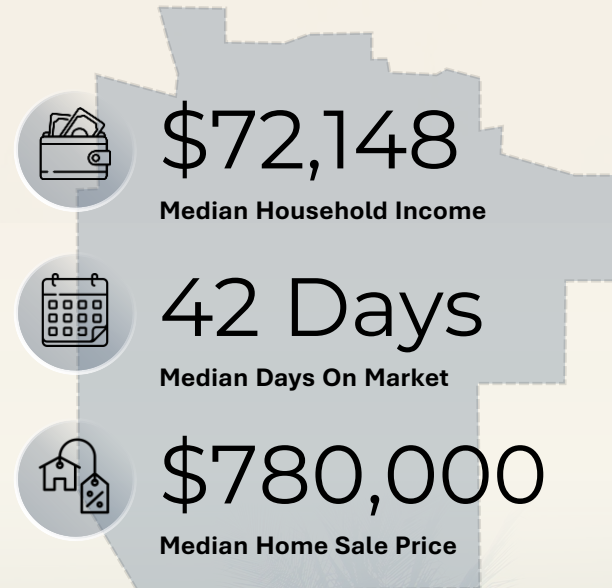 $72,148
Median Household Income
42 Days
Median Days On Market
$780,000
Median Home Sale Price